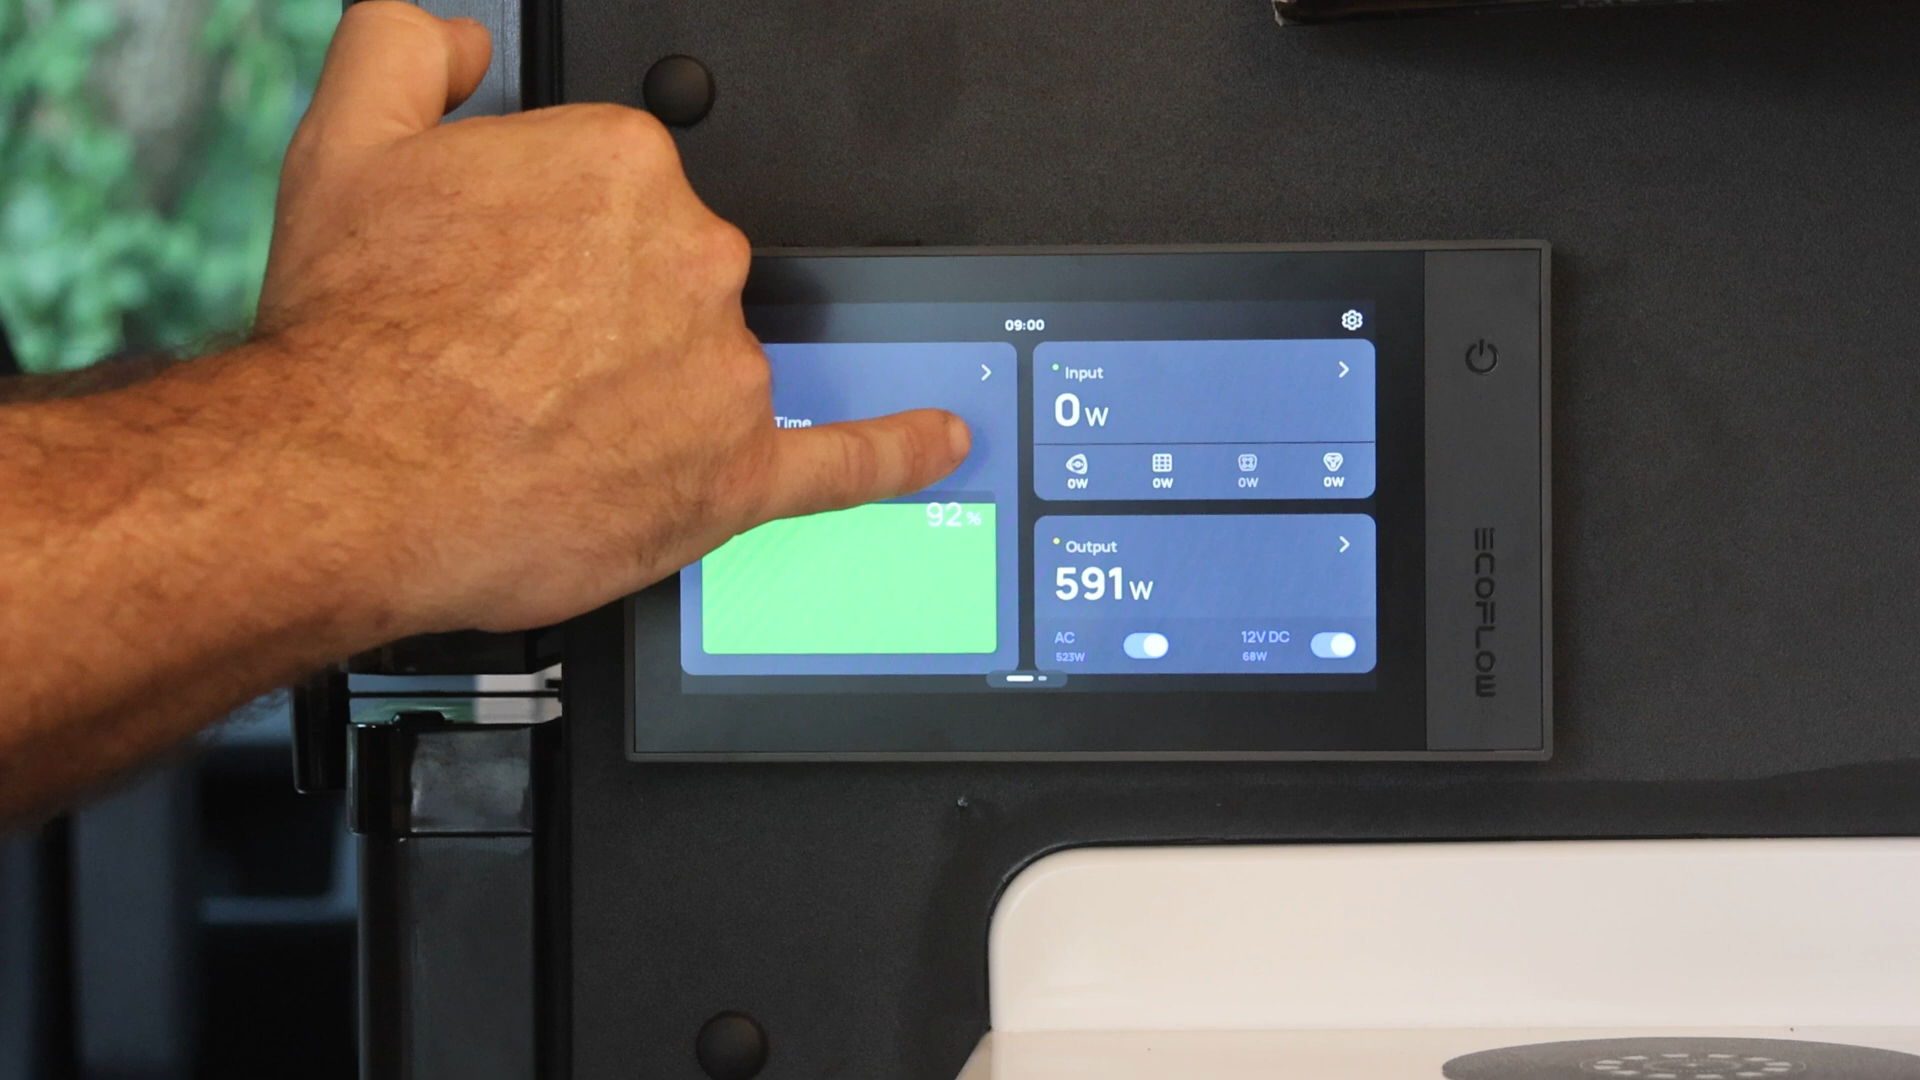 09:00
Time
92%
Input
0W
0W
0W
0W
0W
Output
591W
AC
523W
12V DC
68W
ECOFLOW